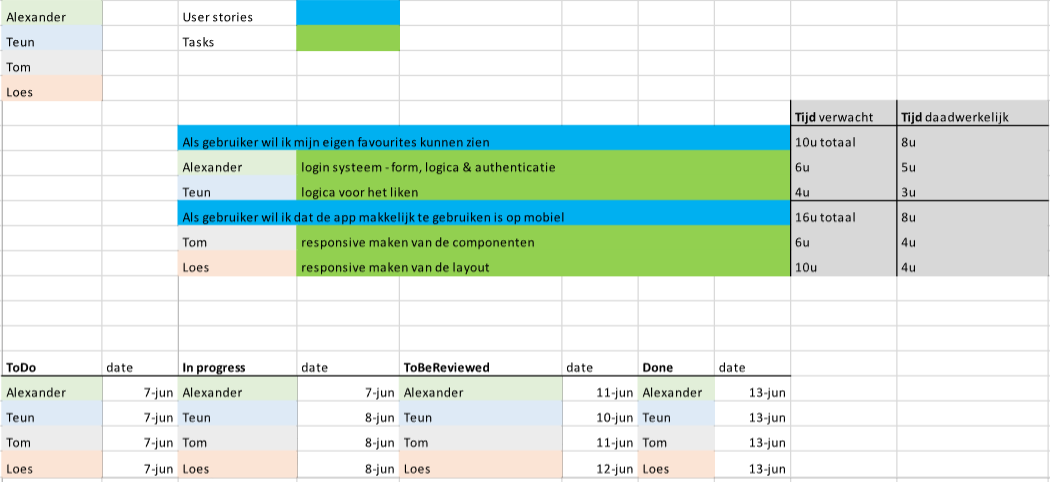 Alexander User stories
Teun Tasks
Tom
Loes
Tijd verwacht Tijd daadwerkelijk
Als gebruiker wil ik mijn eigen favourites kunnen zien 10u totaal 8u
Alexander login systeem - form, logica & authenticatie 6u 5u
Teun logica voor het liken 4u 3u
Als gebruiker wil ik dat de app makkelijk te gebruiken is op mobiel 16u totaal 8u
Tom responsive maken van de componenten 6u 4u
Loes responsive maken van de layout 10u 4u
ToDo date In progress date ToBeReviewed date Done date
Alexander 7-jun Alexander 7-jun Alexander 11-jun Alexander 13-jun
Teun 7-jun Teun 8-jun Teun 10-jun Teun 13-jun
Tom 7-jun Tom 8-jun Tom 11-jun Tom 13-jun
Loes 7-jun Loes 8-jun Loes 12-jun Loes 13-jun